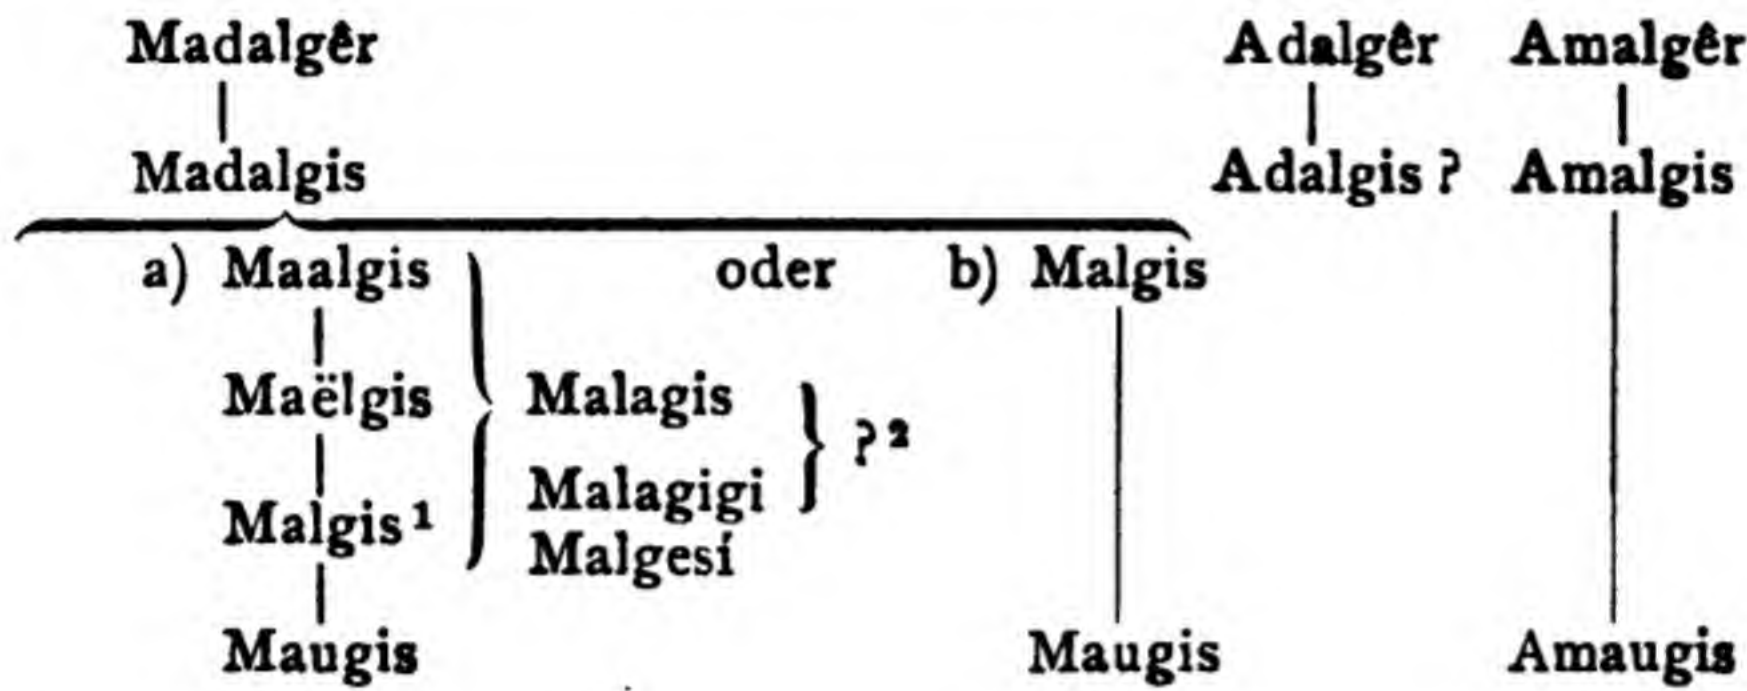 Madalgêr Adalgêr Amalgêr
Madalgis Adalgis ? Amalgis
a) Maalgis oder b) Malgis
Maëlgis Malagis
?²
Malagigi
Malgis¹
Malgesí
Maugis Maugis Amaugis